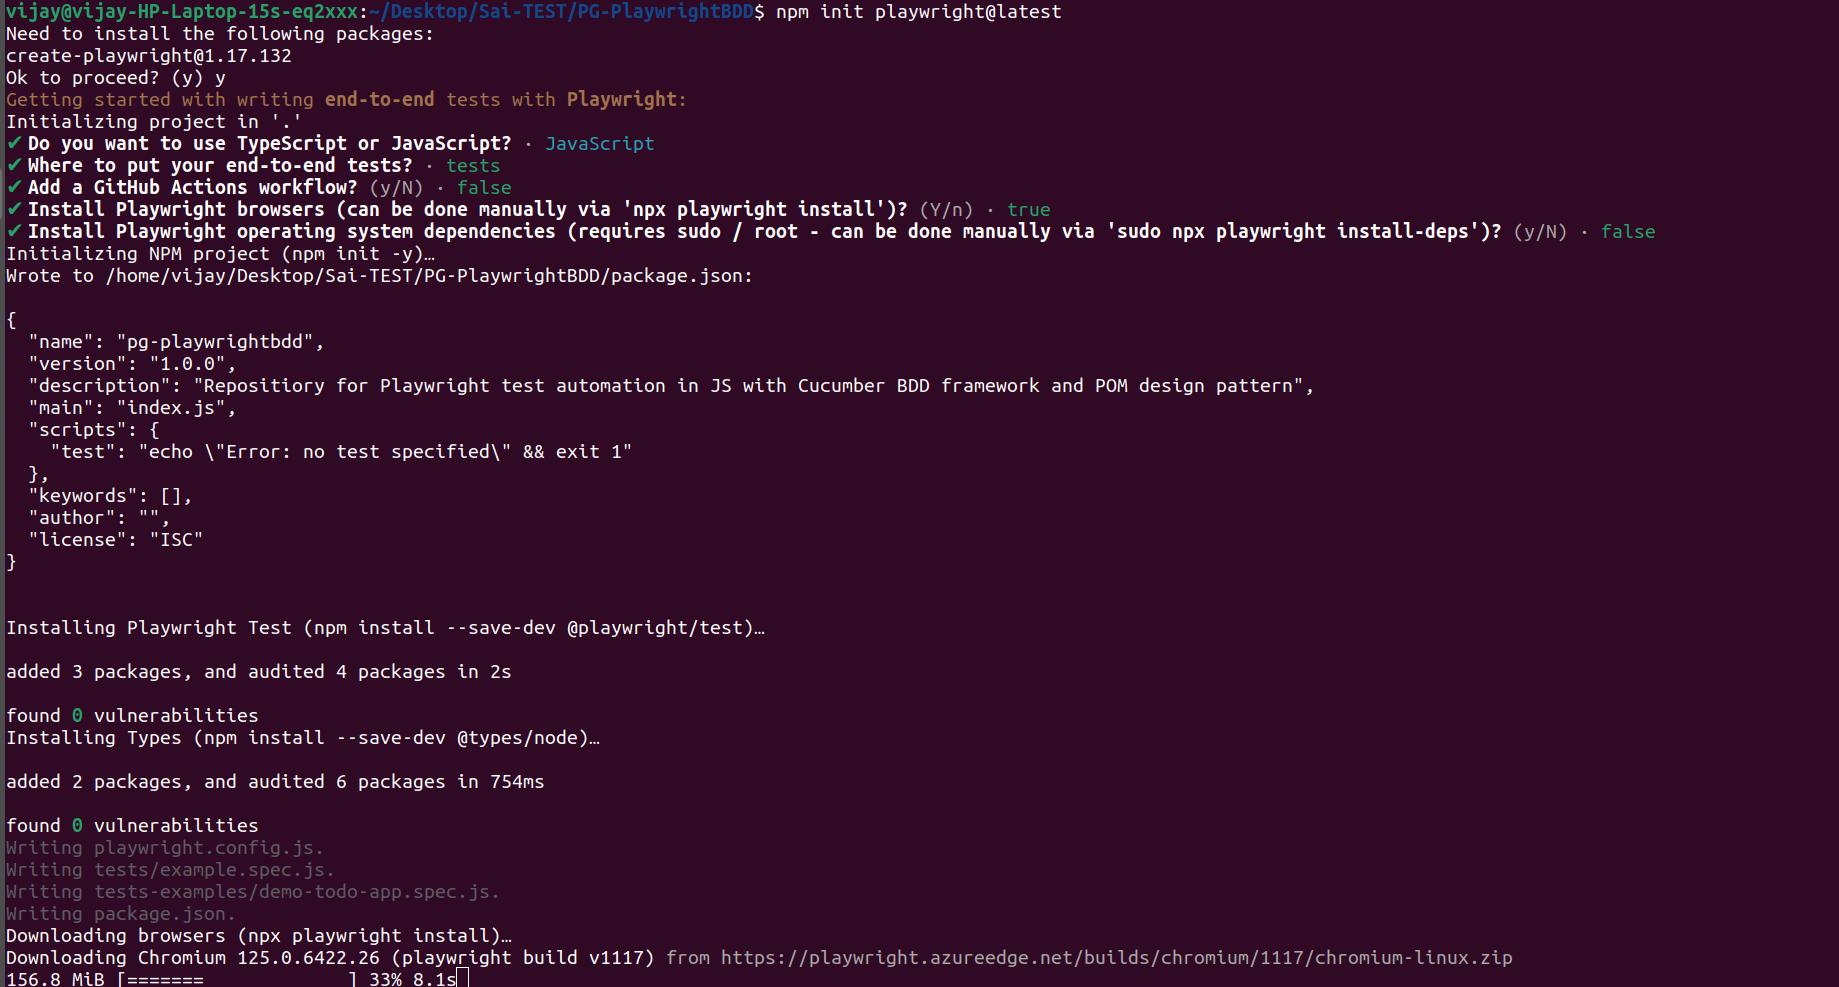 vijay@vijay-HP-Laptop-15s-eq2xxx:~/Desktop/Sai-TEST/PG-PlaywrightBDD$ npm init playwright@latest
Need to install the following packages:
create-playwright@1.17.132
Ok to proceed? (y) y
Getting started with writing end-to-end tests with Playwright:
Initializing project in '.'
✔ Do you want to use TypeScript or JavaScript? · JavaScript
✔ Where to put your end-to-end tests? · tests
✔ Add a GitHub Actions workflow? (y/N) · false
✔ Install Playwright browsers (can be done manually via 'npx playwright install')? (Y/n) · true
✔ Install Playwright operating system dependencies (requires sudo / root - can be done manually via 'sudo npx playwright install-deps')? (y/N) · false
Initializing NPM project (npm init -y)…
Wrote to /home/vijay/Desktop/Sai-TEST/PG-PlaywrightBDD/package.json:
{
  "name": "pg-playwrightbdd",
  "version": "1.0.0",
  "description": "Repositiory for Playwright test automation in JS with Cucumber BDD framework and POM design pattern",
  "main": "index.js",
  "scripts": {
    "test": "echo \"Error: no test specified\" && exit 1"
  },
  "keywords": [],
  "author": "",
  "license": "ISC"
}
Installing Playwright Test (npm install --save-dev @playwright/test)…
added 3 packages, and audited 4 packages in 2s
found 0 vulnerabilities
Installing Types (npm install --save-dev @types/node)…
added 2 packages, and audited 6 packages in 754ms
found 0 vulnerabilities
Writing playwright.config.js.
Writing tests/example.spec.js.
Writing tests-examples/demo-todo-app.spec.js.
Writing package.json.
Downloading browsers (npx playwright install)…
Downloading Chromium 125.0.6422.26 (playwright build v1117) from https://playwright.azureedge.net/builds/chromium/1117/chromium-linux.zip
156.8 MiB [=======             ] 33% 8.1s